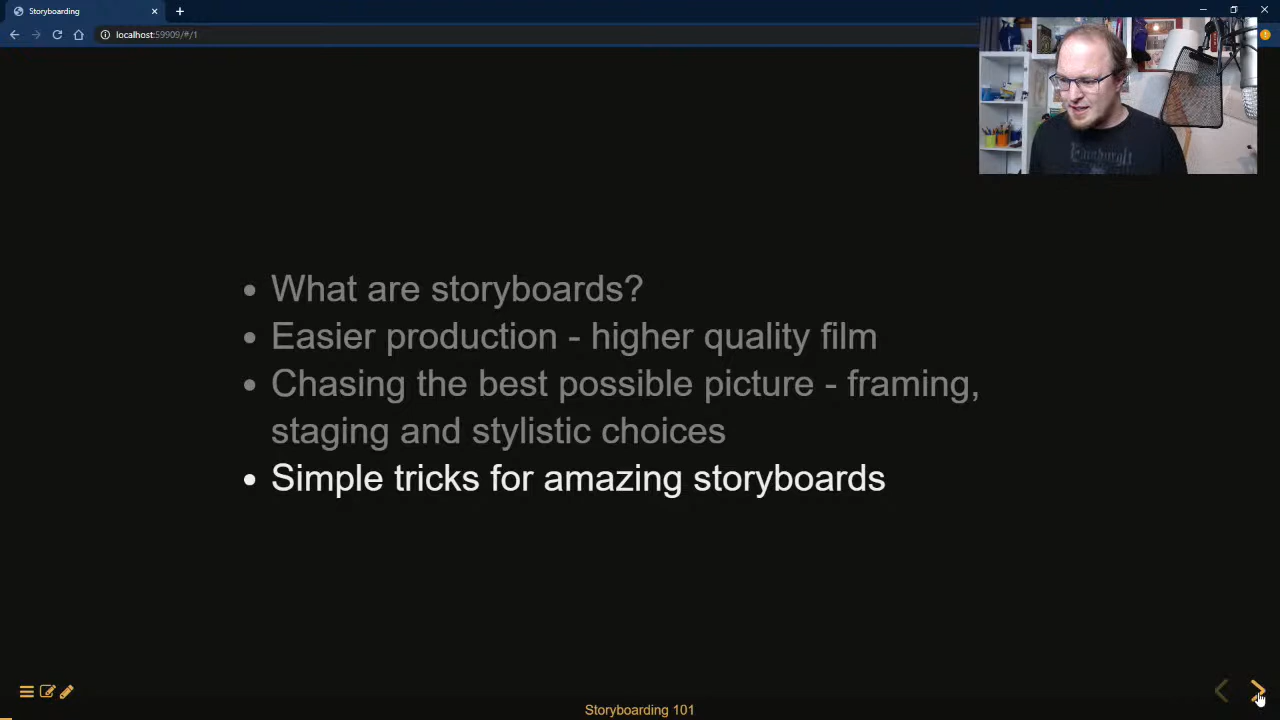 Storyboarding
localhost:59909/#/1
Edinburgh
What are storyboards?
Easier production - higher quality film
Chasing the best possible picture - framing,
staging and stylistic choices
Simple tricks for amazing storyboards
Storyboarding 101